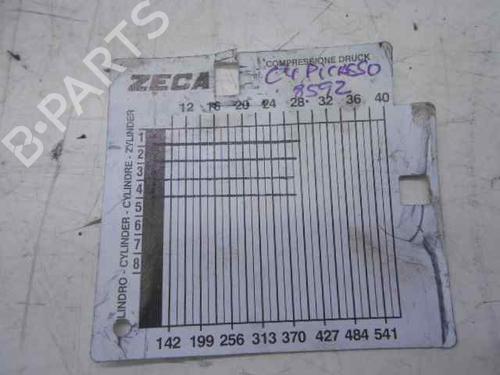 B-PARTS
ZECA
COMPRESSIONE DRUCK
C4 PICASSO
8592
12 16 20 24 28 32 36 40
LINDRO - CYLINDER - CYLINDRE - ZYLINDER
1
2
3
4
5
6
7
8
142 199 256 313 370 427 484 541